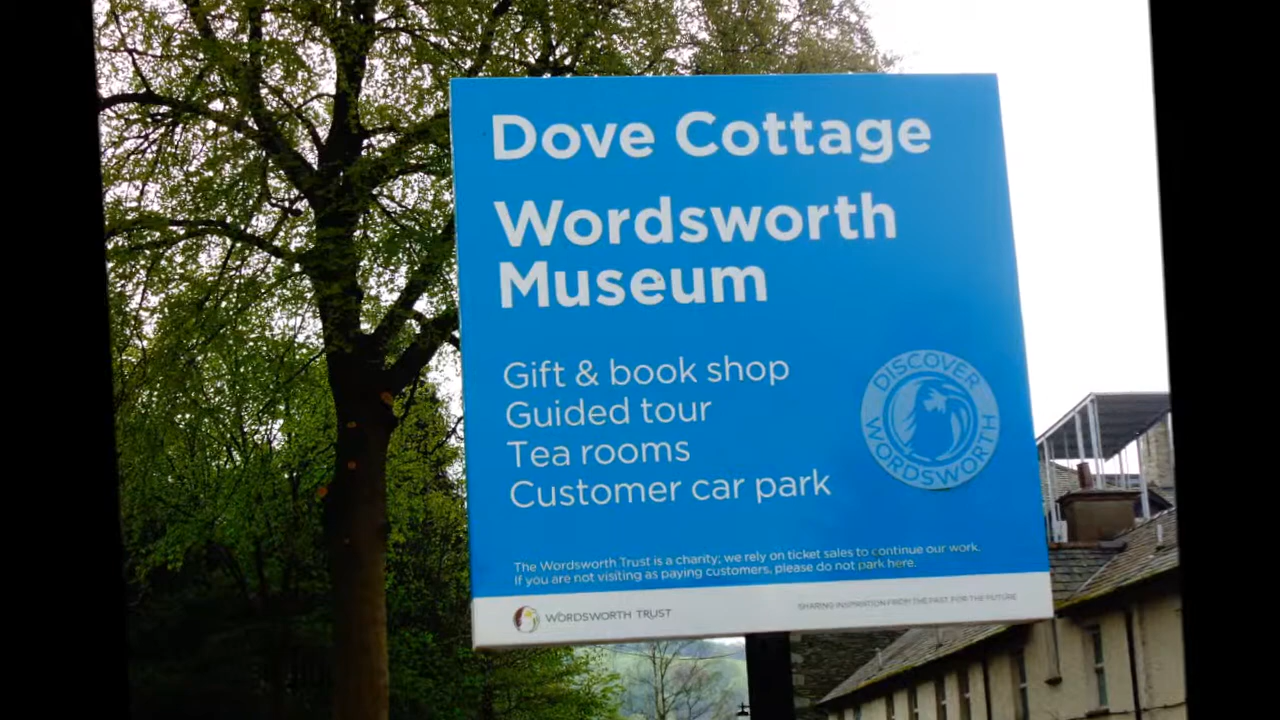 Dove Cottage
Wordsworth
Museum
Gift & book shop
Guided tour
Tea rooms
Customer car park
DISCOVER
WORDSWORTH
The Wordsworth Trust is a charity; we rely on ticket sales to continue our work.
If you are not visiting as paying customers, please do not park here.
WORDSWORTH TRUST
SHARING INSPIRATION FROM THE PAST FOR THE FUTURE